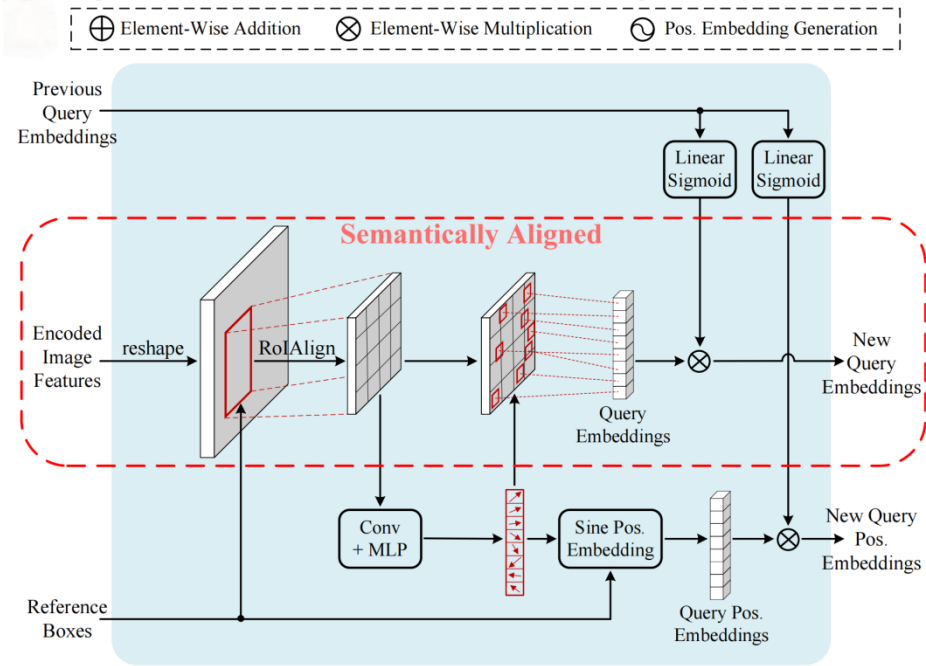 Element-Wise Addition
Element-Wise Multiplication
Pos. Embedding Generation
Previous
Query
Embeddings
Linear
Sigmoid
Linear
Sigmoid
Semantically Aligned
Encoded
Image
Features
reshape
RoIAlign
Query
Embeddings
New
Query
Embeddings
Conv
+ MLP
Sine Pos.
Embedding
New Query
Pos.
Embeddings
Query Pos.
Embeddings
Reference
Boxes